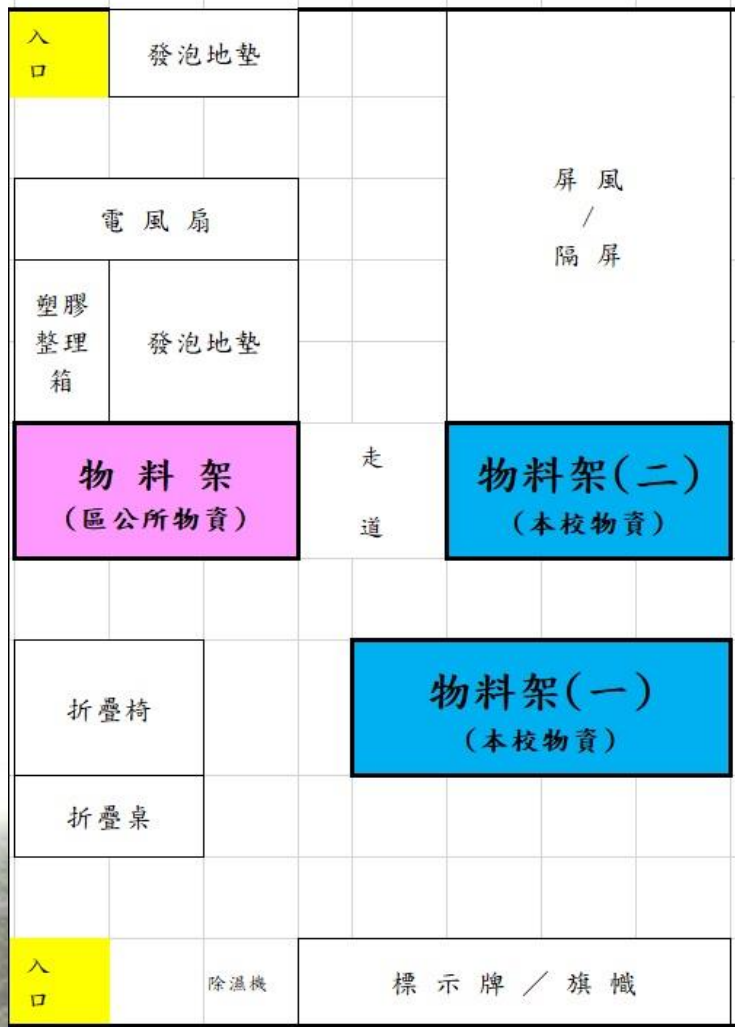 入
口
發泡地墊
屏風
/
隔屏
電風扇
塑膠
整理
箱
發泡地墊
物料架
(區公所物資)
走
道
物料架(二)
(本校物資)
折疊椅
物料架(一)
(本校物資)
折疊桌
入
口
除濕機
標示牌／旗幟